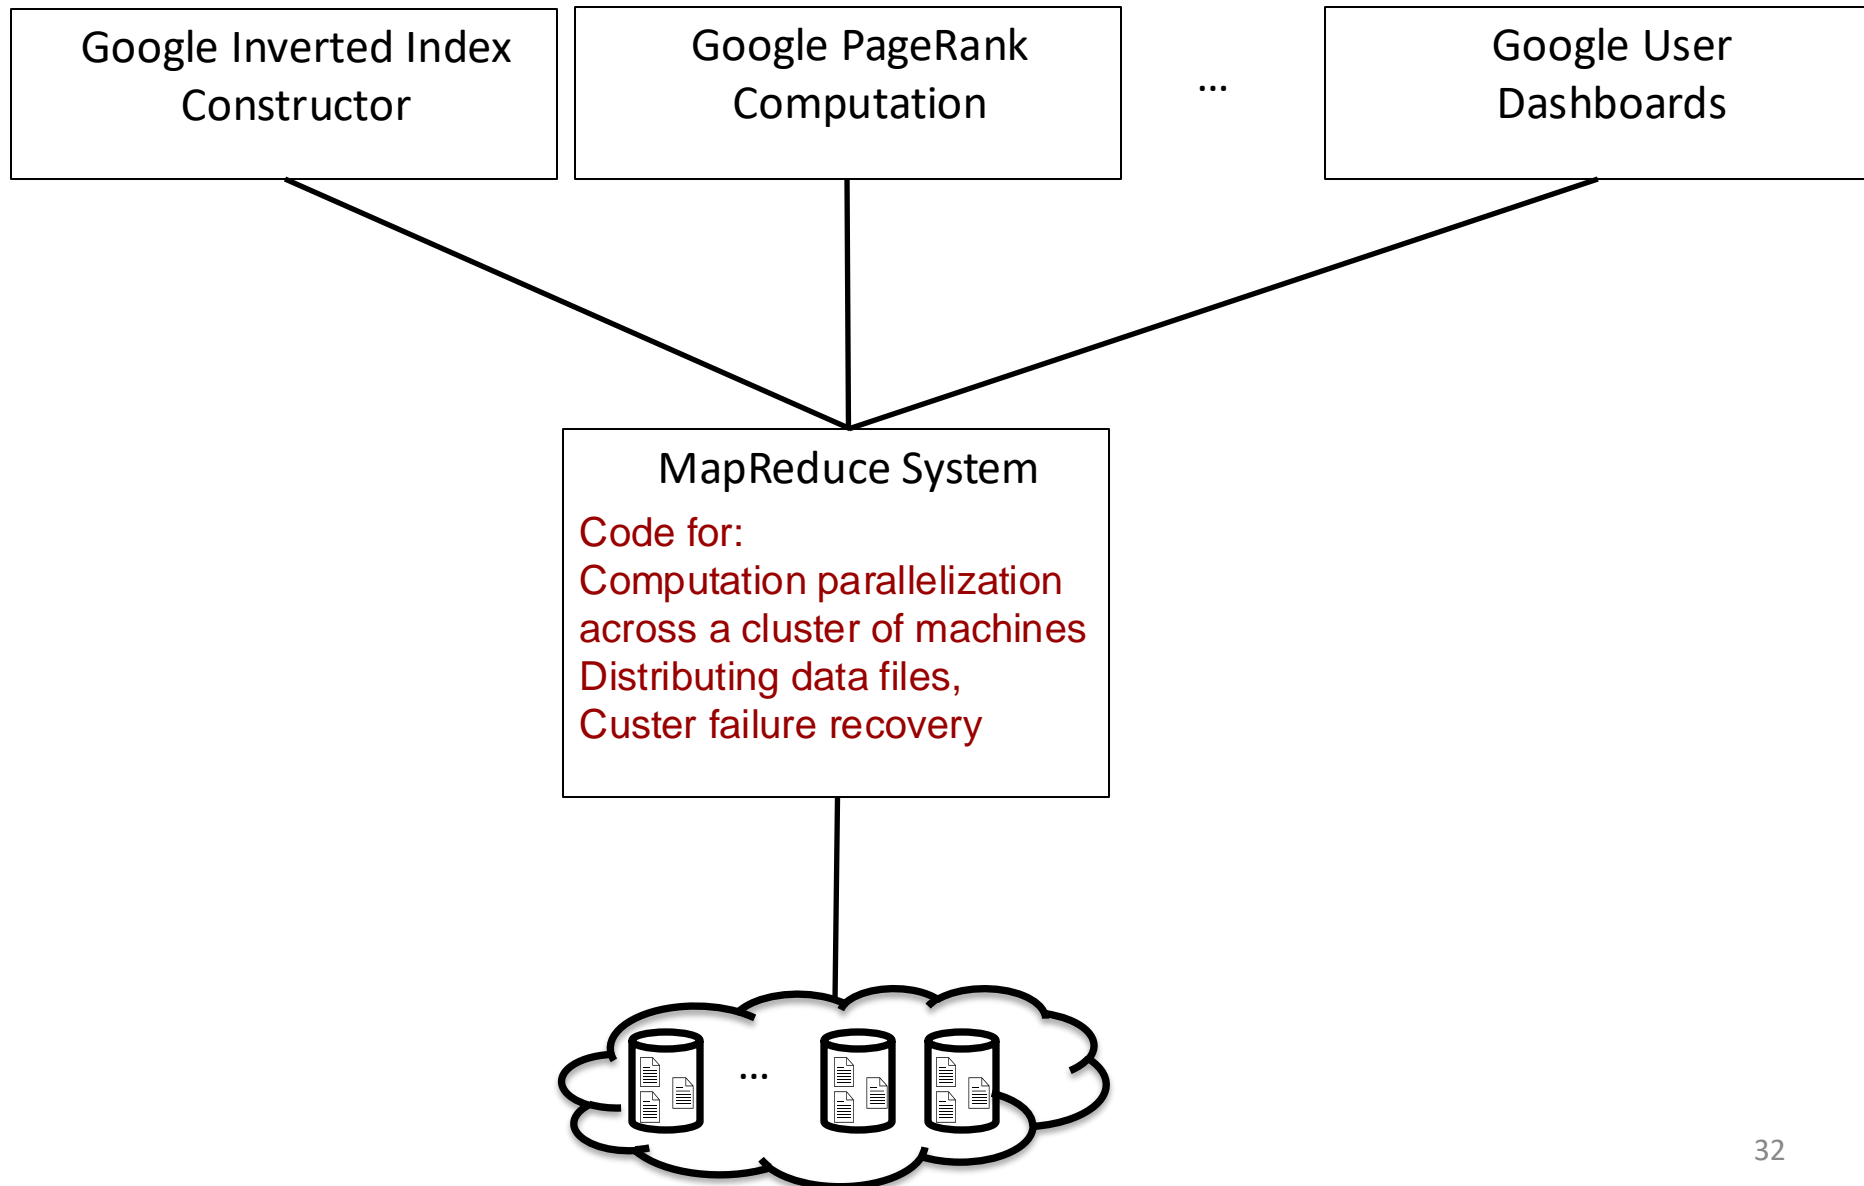 Google Inverted Index
Constructor
Google PageRank
Computation
...
Google User
Dashboards
MapReduce System
Code for:
Computation parallelization
across a cluster of machines
Distributing data files,
Custer failure recovery
...
32